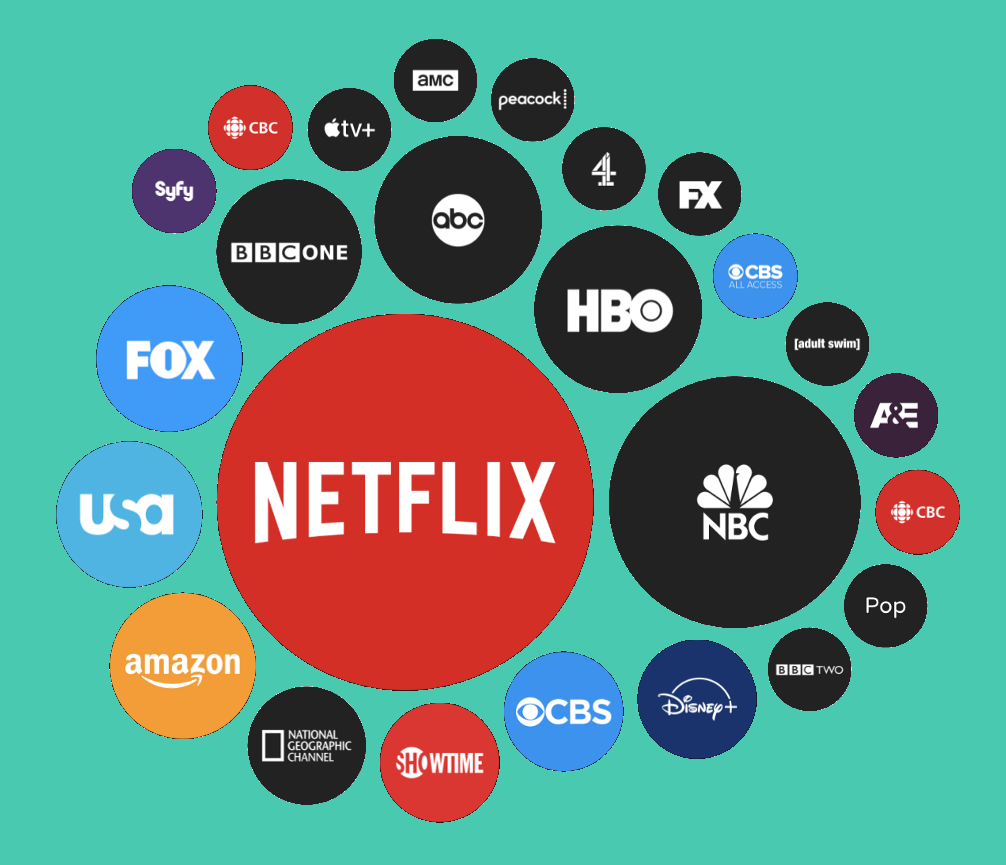 amc
peacock
CBC
tv+
4
FX
Syfy
BBC ONE
abc
HBO
CBS
ALL ACCESS
[adult swim]
FOX
A&E
NETFLIX
NBC
CBC
usa
Pop
amazon
BBC TWO
NATIONAL
GEOGRAPHIC
CHANNEL
SHOWTIME
CBS
Disney+